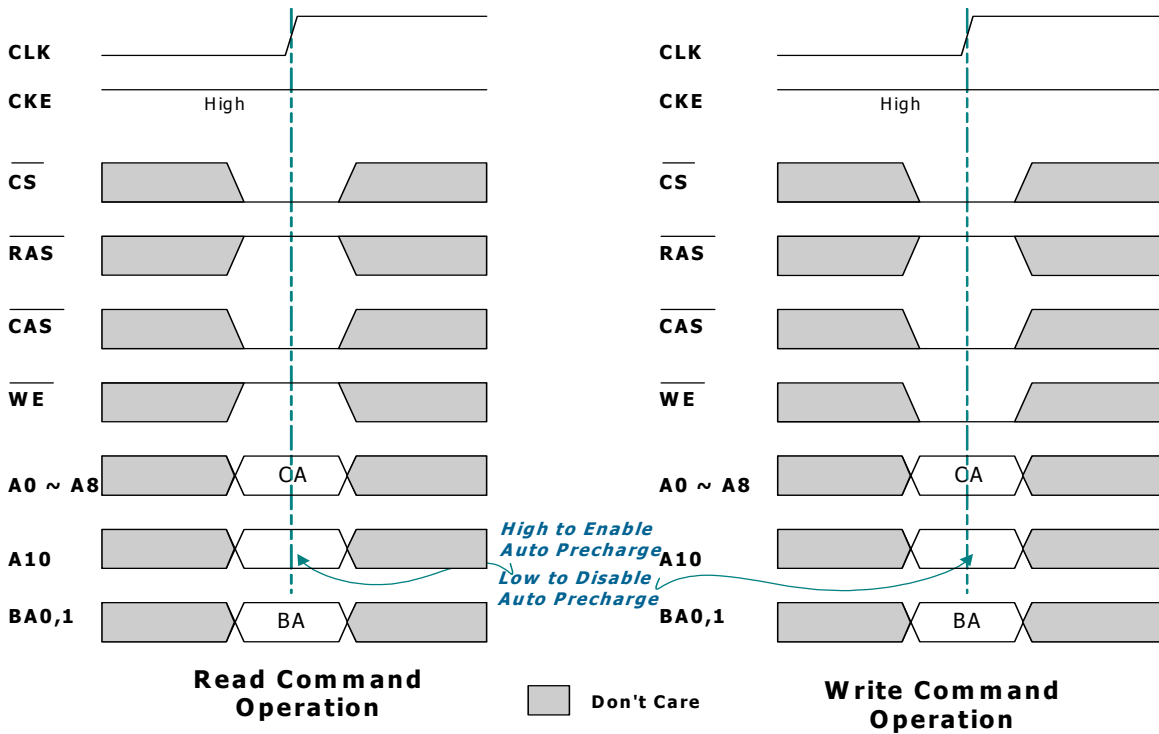 CLK
CKE
High
CS
RAS
CAS
WE
A0 ~ A8
CA
A10
BA0,1
BA
Read Command
Operation
High to Enable
Auto Precharge
Low to Disable
Auto Precharge
Don't Care
CLK
CKE
High
CS
RAS
CAS
WE
A0 ~ A8
CA
A10
BA0,1
BA
Write Command
Operation